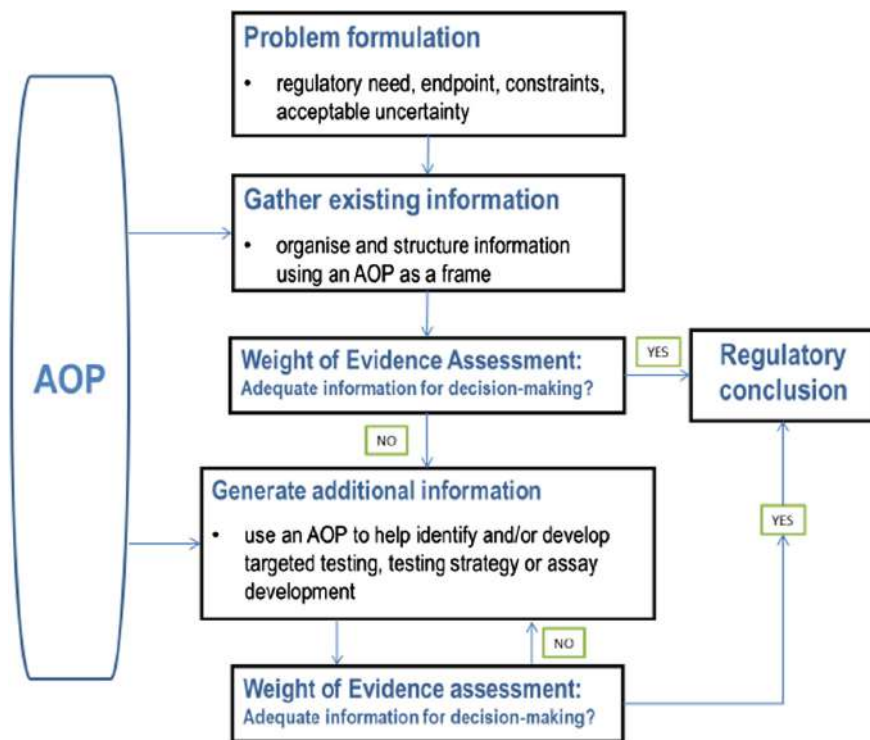 Problem formulation
• regulatory need, endpoint, constraints,
acceptable uncertainty
Gather existing information
• organise and structure information
using an AOP as a frame
AOP
Weight of Evidence Assessment:
Adequate information for decision-making?
YES
Regulatory
conclusion
NO
Generate additional information
• use an AOP to help identify and/or develop
targeted testing, testing strategy or assay
development
YES
NO
Weight of Evidence assessment:
Adequate information for decision-making?